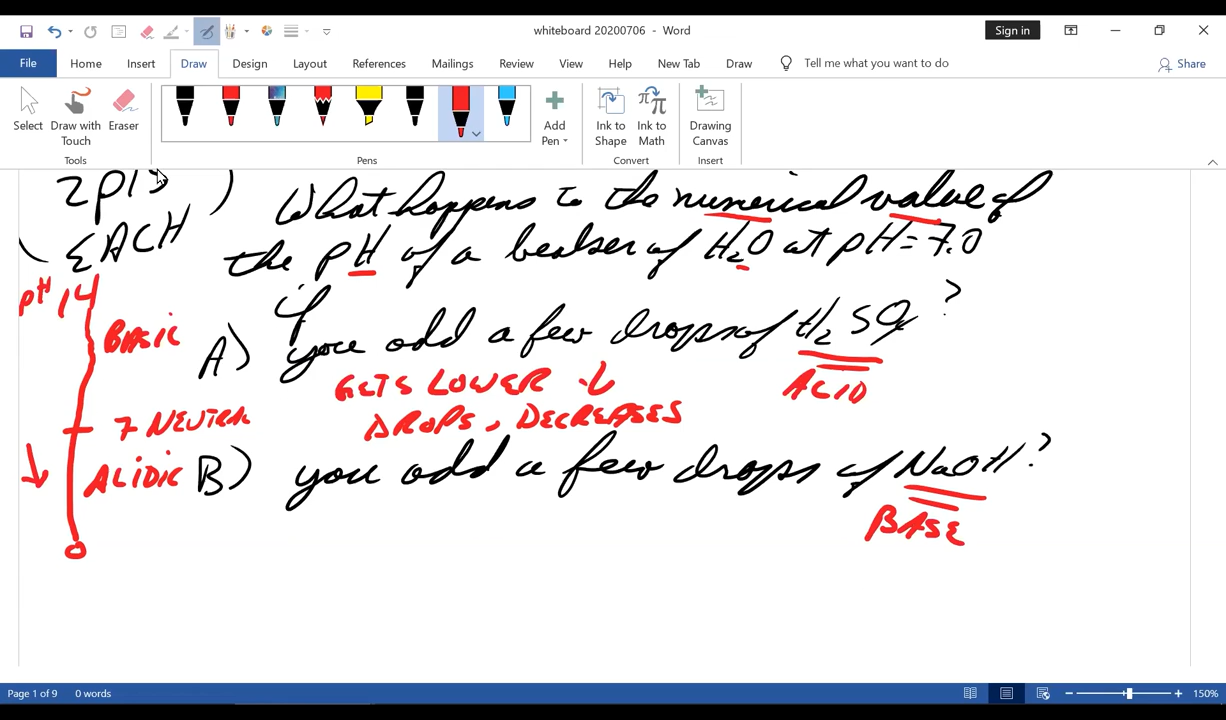 whiteboard 20200706 - Word
Sign in
File Home Insert Draw Design Layout References Mailings Review View Help New Tab Draw Tell me what you want to do Share
Select Draw with Touch Eraser Add Pen Ink to Shape Ink to Math Drawing Canvas
Tools Pens Convert Insert
2 pts ) What happens to the numerical value of
( EACH the pH of a beaker of H2O at pH = 7.0
pH 14 if
BASIC A) you add a few drops of H2SO4 ?
GETS LOWER ↓ ACID
7 NEUTRAL DROPS, DECREASES
↓ ACIDIC B) you add a few drops of NaOH ?
BASE
0
Page 1 of 9 0 words 150%